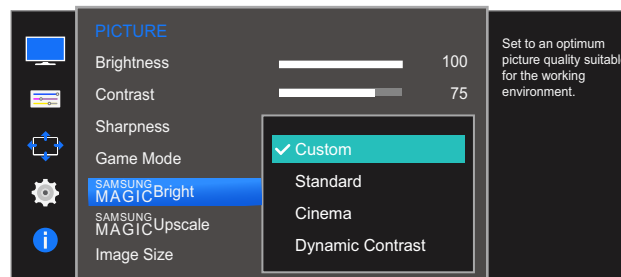 PICTURE
Brightness 100
Contrast 75
Sharpness
Game Mode
SAMSUNG
MAGICBright
SAMSUNG
MAGICUpscale
Image Size
Custom
Standard
Cinema
Dynamic Contrast
Set to an optimum
picture quality suitable
for the working
environment.
i